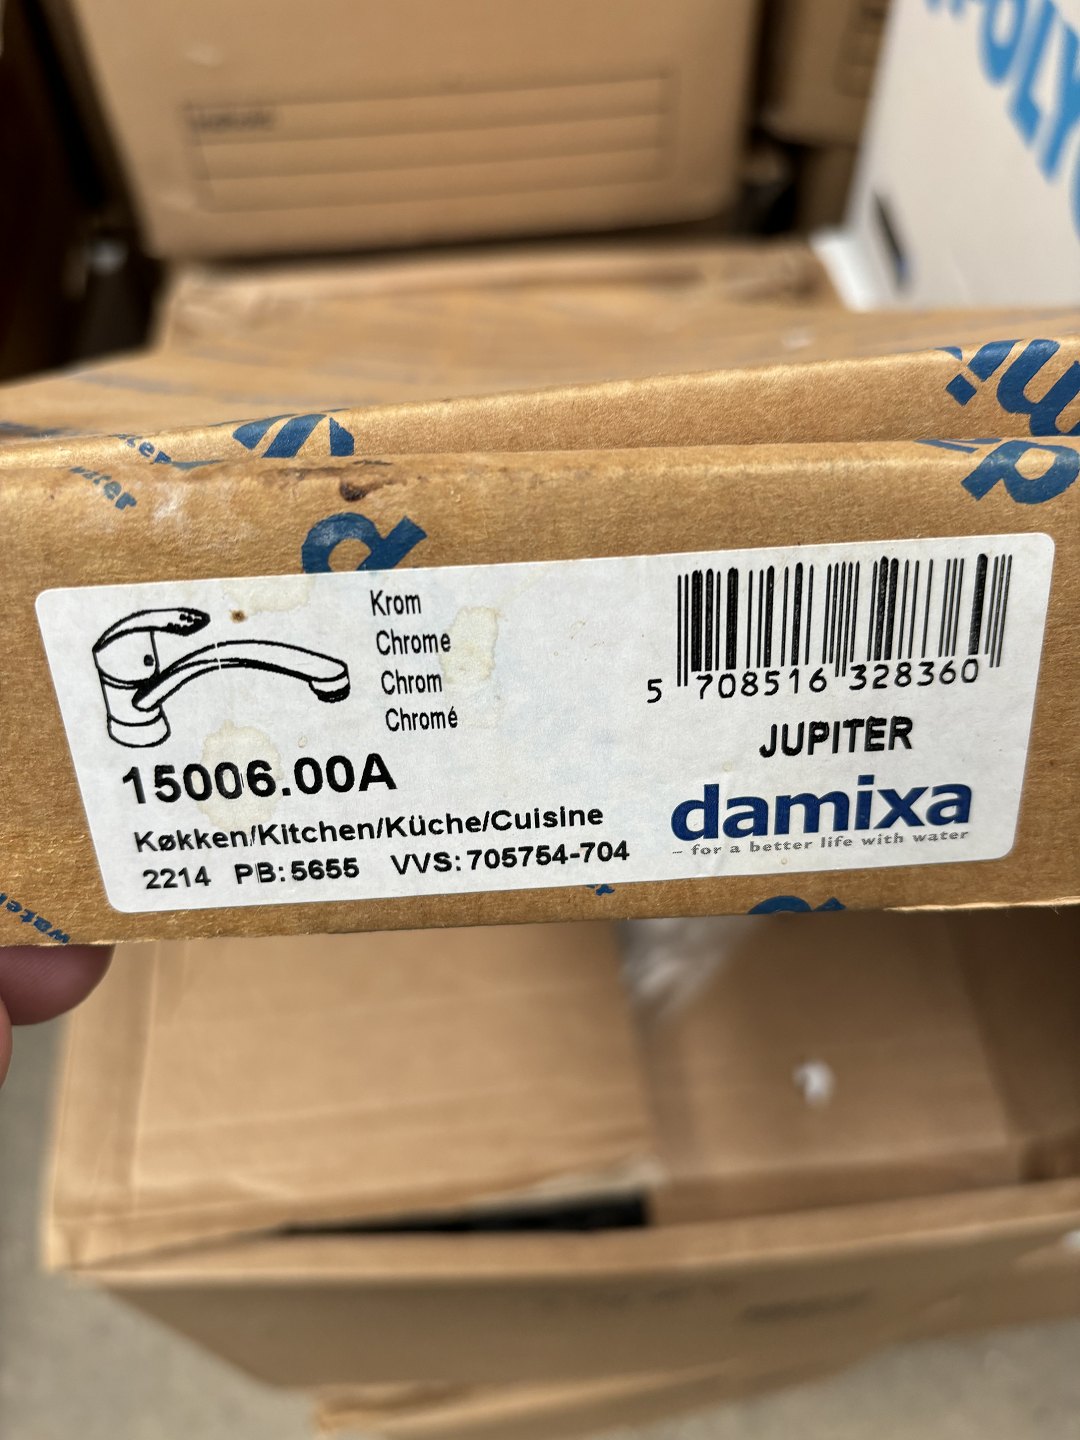 Krom
Chrome
Chrom
Chromé
15006.00A
Køkken/Kitchen/Küche/Cuisine
2214 PB:5655 VVS:705754-704
5 708516 328360
JUPITER
damixa
– for a better life with water
water